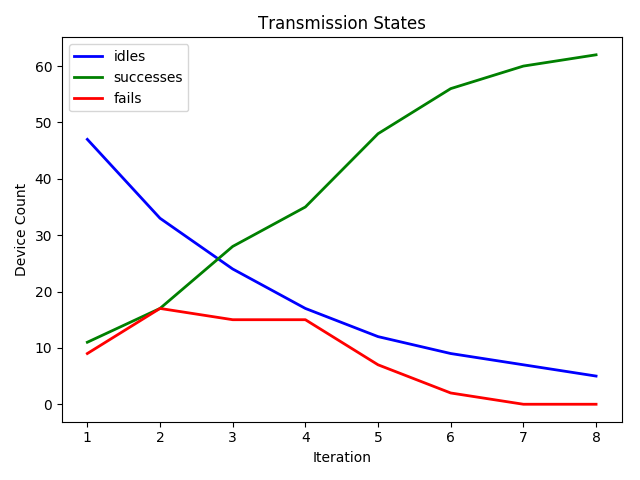 Transmission States
idles
successes
fails
60
50
40
30
20
10
0
Device Count
1 2 3 4 5 6 7 8
Iteration